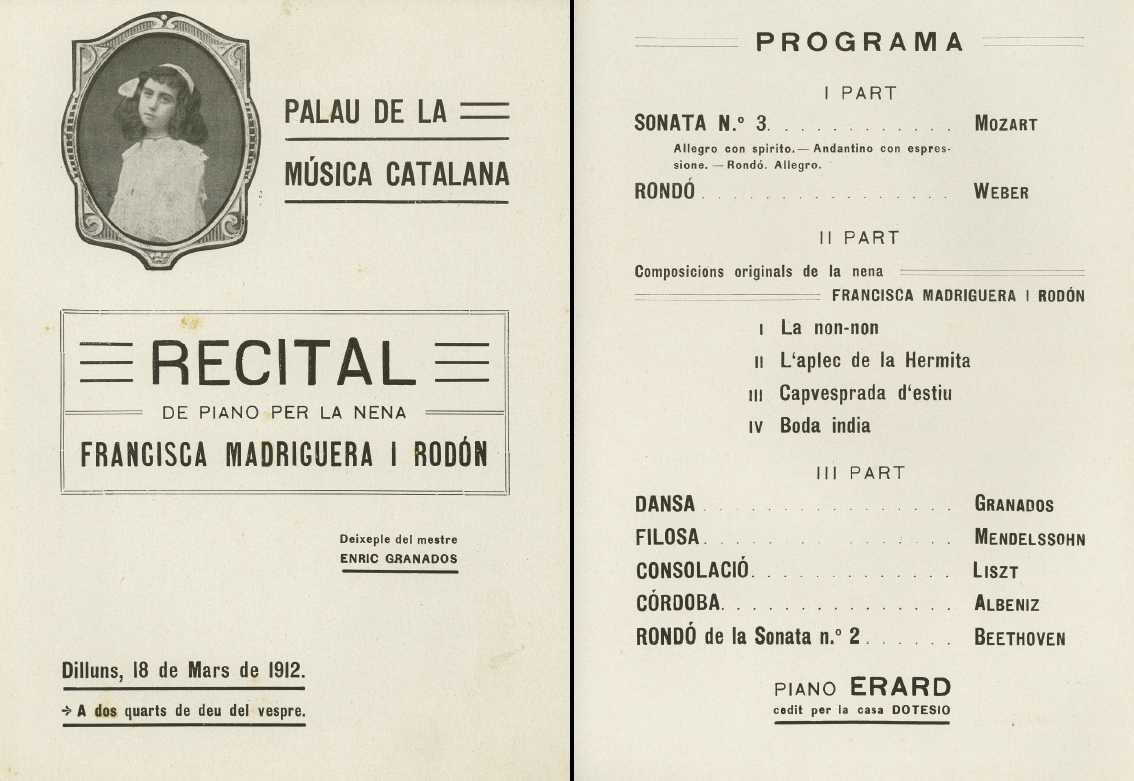 PALAU DE LA
MÚSICA CATALANA
RECITAL
DE PIANO PER LA NENA
FRANCISCA MADRIGUERA I RODÓN
Deixeple del mestre
ENRIC GRANADOS
Dilluns, 18 de Mars de 1912.
A dos quarts de deu del vespre.
PROGRAMA
I PART
SONATA N.º 3. . . . . . . . . . . . . MOZART
Allegro con spirito. — Andantino con espres-
sione. — Rondó. Allegro.
RONDÓ . . . . . . . . . . . . . . . . WEBER
II PART
Composicions originals de la nena
FRANCISCA MADRIGUERA I RODÓN
I La non-non
II L‘aplec de la Hermita
III Capvesprada d‘estiu
IV Boda india
III PART
DANSA . . . . . . . . . . . . . . . . GRANADOS
FILOSA . . . . . . . . . . . . . . . . MENDELSSOHN
CONSOLACIÓ. . . . . . . . . . . . . LISZT
CÓRDOBA. . . . . . . . . . . . . . . ALBENIZ
RONDÓ de la Sonata n.º 2 . . . . . . BEETHOVEN
PIANO ERARD
cedit per la casa DOTESIO